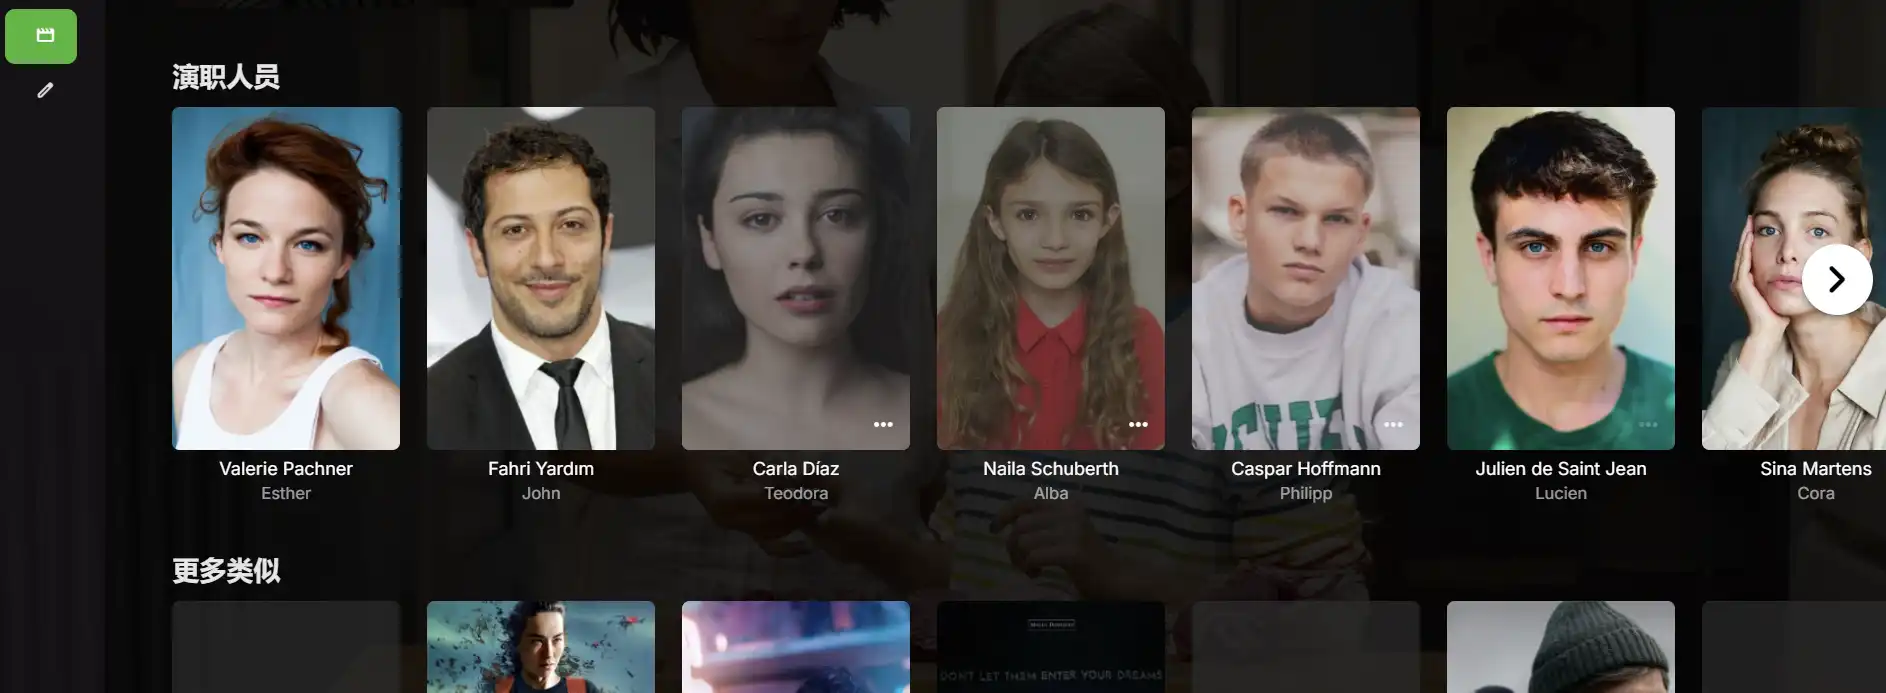 演职人员
Valerie Pachner
Esther
Fahri Yardım
John
Carla Díaz
Teodora
Naila Schuberth
Alba
Caspar Hoffmann
Philipp
Julien de Saint Jean
Lucien
Sina Martens
Cora
更多类似
DON'T LET THEM ENTER YOUR DREAMS